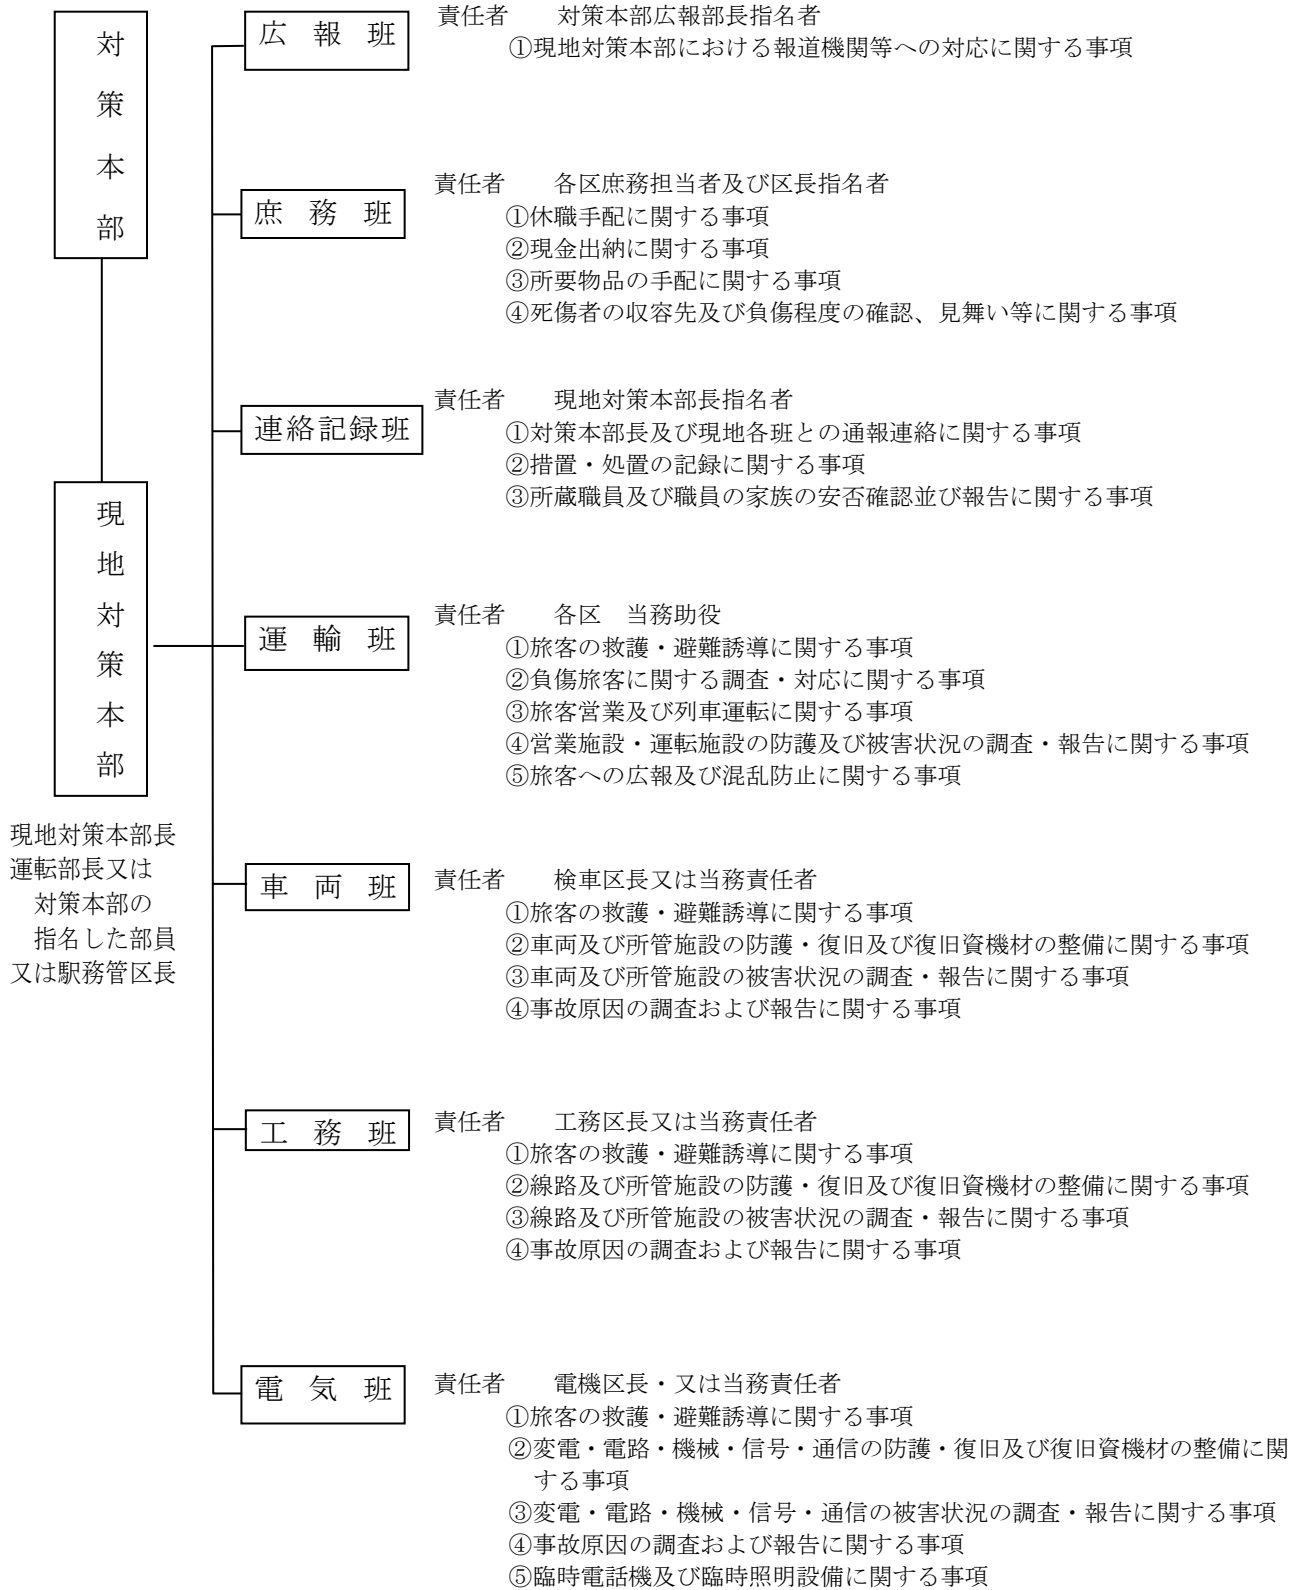 対策本部
現地対策本部
現地対策本部長
運転部長又は
対策本部の
指名した部員
又は駅務管区長
広報班
責任者 対策本部広報部長指名者
①現地対策本部における報道機関等への対応に関する事項
庶務班
責任者 各区庶務担当者及び区長指名者
①休職手配に関する事項
②現金出納に関する事項
③所要物品の手配に関する事項
④死傷者の収容先及び負傷程度の確認、見舞い等に関する事項
連絡記録班
責任者 現地対策本部長指名者
①対策本部長及び現地各班との通報連絡に関する事項
②措置・処置の記録に関する事項
③所蔵職員及び職員の家族の安否確認並び報告に関する事項
運輸班
責任者 各区 当務助役
①旅客の救護・避難誘導に関する事項
②負傷旅客に関する調査・対応に関する事項
③旅客営業及び列車運転に関する事項
④営業施設・運転施設の防護及び被害状況の調査・報告に関する事項
⑤旅客への広報及び混乱防止に関する事項
車両班
責任者 検車区長又は当務責任者
①旅客の救護・避難誘導に関する事項
②車両及び所管施設の防護・復旧及び復旧資機材の整備に関する事項
③車両及び所管施設の被害状況の調査・報告に関する事項
④事故原因の調査および報告に関する事項
工務班
責任者 工務区長又は当務責任者
①旅客の救護・避難誘導に関する事項
②線路及び所管施設の防護・復旧及び復旧資機材の整備に関する事項
③線路及び所管施設の被害状況の調査・報告に関する事項
④事故原因の調査および報告に関する事項
電気班
責任者 電機区長・又は当務責任者
①旅客の救護・避難誘導に関する事項
②変電・電路・機械・信号・通信の防護・復旧及び復旧資機材の整備に関
する事項
③変電・電路・機械・信号・通信の被害状況の調査・報告に関する事項
④事故原因の調査および報告に関する事項
⑤臨時電話機及び臨時照明設備に関する事項